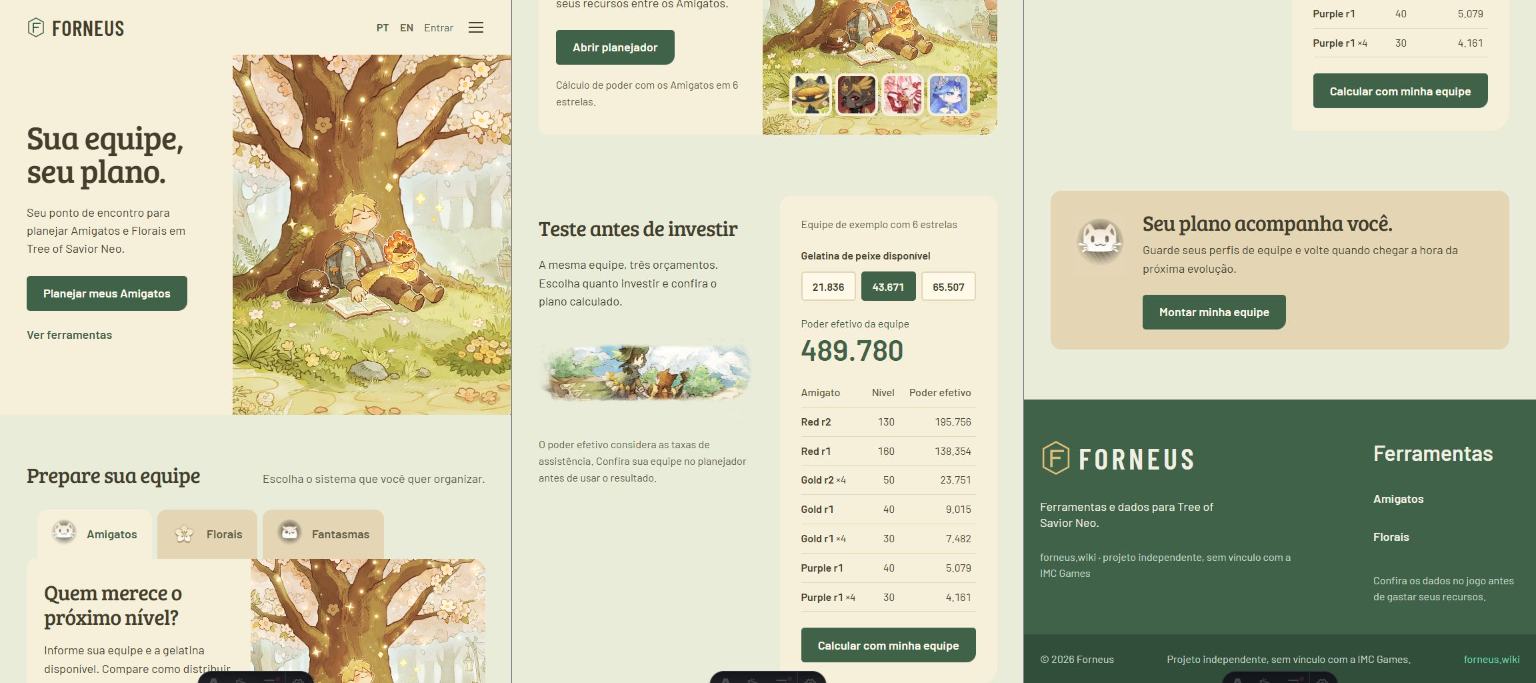 FORNEUS
PT EN Entrar
Sua equipe,
seu plano.
Seu ponto de encontro para
planejar Amigatos e Florais em
Tree of Savior Neo.
Planejar meus Amigatos
Ver ferramentas
Prepare sua equipe
Escolha o sistema que você quer organizar.
Amigatos
Florais
Fantasmas
Quem merece o
próximo nível?
Informe sua equipe e a gelatina
disponível. Compare como distribuir
seus recursos entre os Amigatos.
Abrir planejador
Cálculo de poder com os Amigatos em 6
estrelas.
Teste antes de investir
A mesma equipe, três orçamentos.
Escolha quanto investir e confira o
plano calculado.
O poder efetivo considera as taxas de
assistência. Confira sua equipe no planejador
antes de usar o resultado.
Equipe de exemplo com 6 estrelas
Gelatina de peixe disponível
21.836 43.671 65.507
Poder efetivo da equipe
489.780
Amigato Nível Poder efetivo
Red r2 130 195.756
Red r1 160 138.354
Gold r2 ×4 50 23.751
Gold r1 40 9.015
Gold r1 ×4 30 7.482
Purple r1 40 5.079
Purple r1 ×4 30 4.161
Calcular com minha equipe
Purple r1 40 5.079
Purple r1 ×4 30 4.161
Calcular com minha equipe
Seu plano acompanha você.
Guarde seus perfis de equipe e volte quando chegar a hora da
próxima evolução.
Montar minha equipe
FORNEUS
Ferramentas e dados para Tree of
Savior Neo.
forneus.wiki · projeto independente, sem vínculo com a
IMC Games
Ferramentas
Amigatos
Florais
Confira os dados no jogo antes
de gastar seus recursos.
© 2026 Forneus
Projeto independente, sem vínculo com a IMC Games.
forneus.wiki